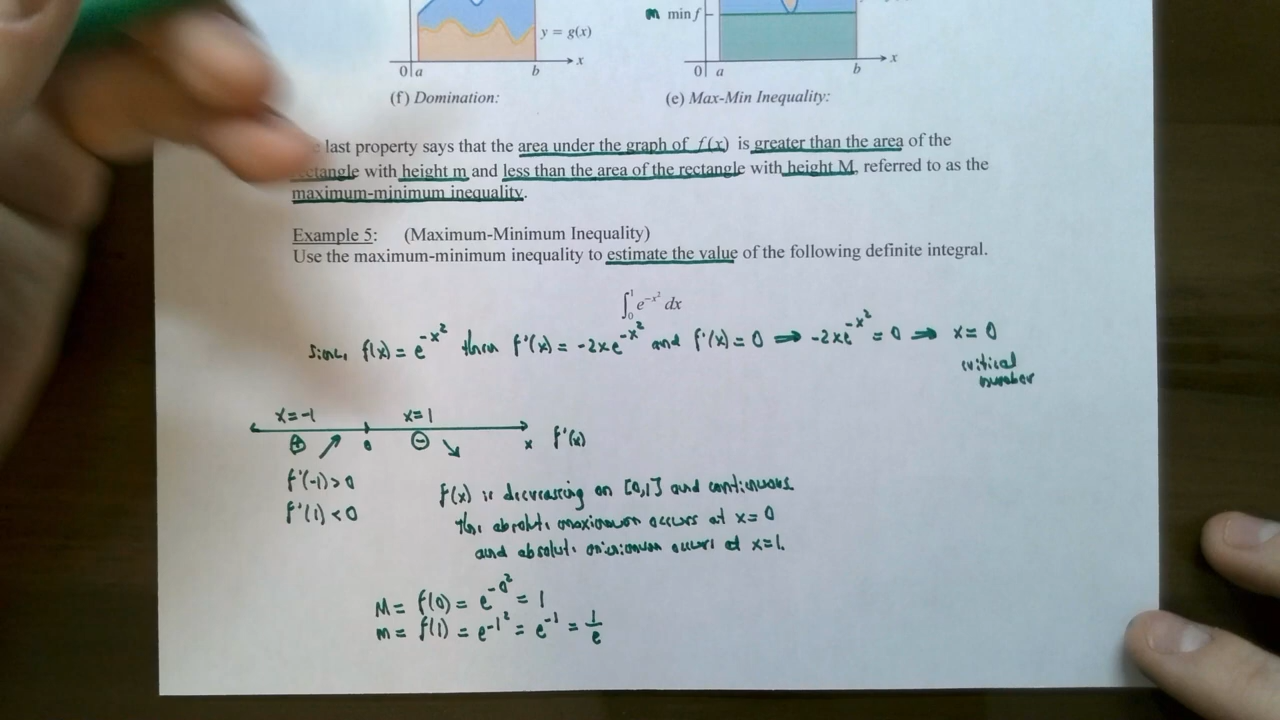 m min f
y = g(x)
x
x
0 a b
0 a b
(f) Domination:
(e) Max-Min Inequality:
last property says that the area under the graph of f(x) is greater than the area of the
rectangle with height m and less than the area of the rectangle with height M, referred to as the
maximum-minimum inequality.
Example 5: (Maximum-Minimum Inequality)
Use the maximum-minimum inequality to estimate the value of the following definite integral.
∫₀¹ e^{-x²} dx
Since f(x) = e^{-x²} then f'(x) = -2xe^{-x²} and f'(x) = 0 ⇒ -2xe^{-x²} = 0 ⇒ x = 0
critical
number
x = -1 x = 1
⊕ ↗ 0 ⊖ ↘ x f'(x)
f'(-1) > 0
f'(1) < 0
f(x) is decreasing on [0,1] and continuous.
The absolute maximum occurs at x = 0
and absolute minimum occurs at x = 1.
M = f(0) = e^{-0²} = 1
m = f(1) = e^{-1²} = e^{-1} = 1/e